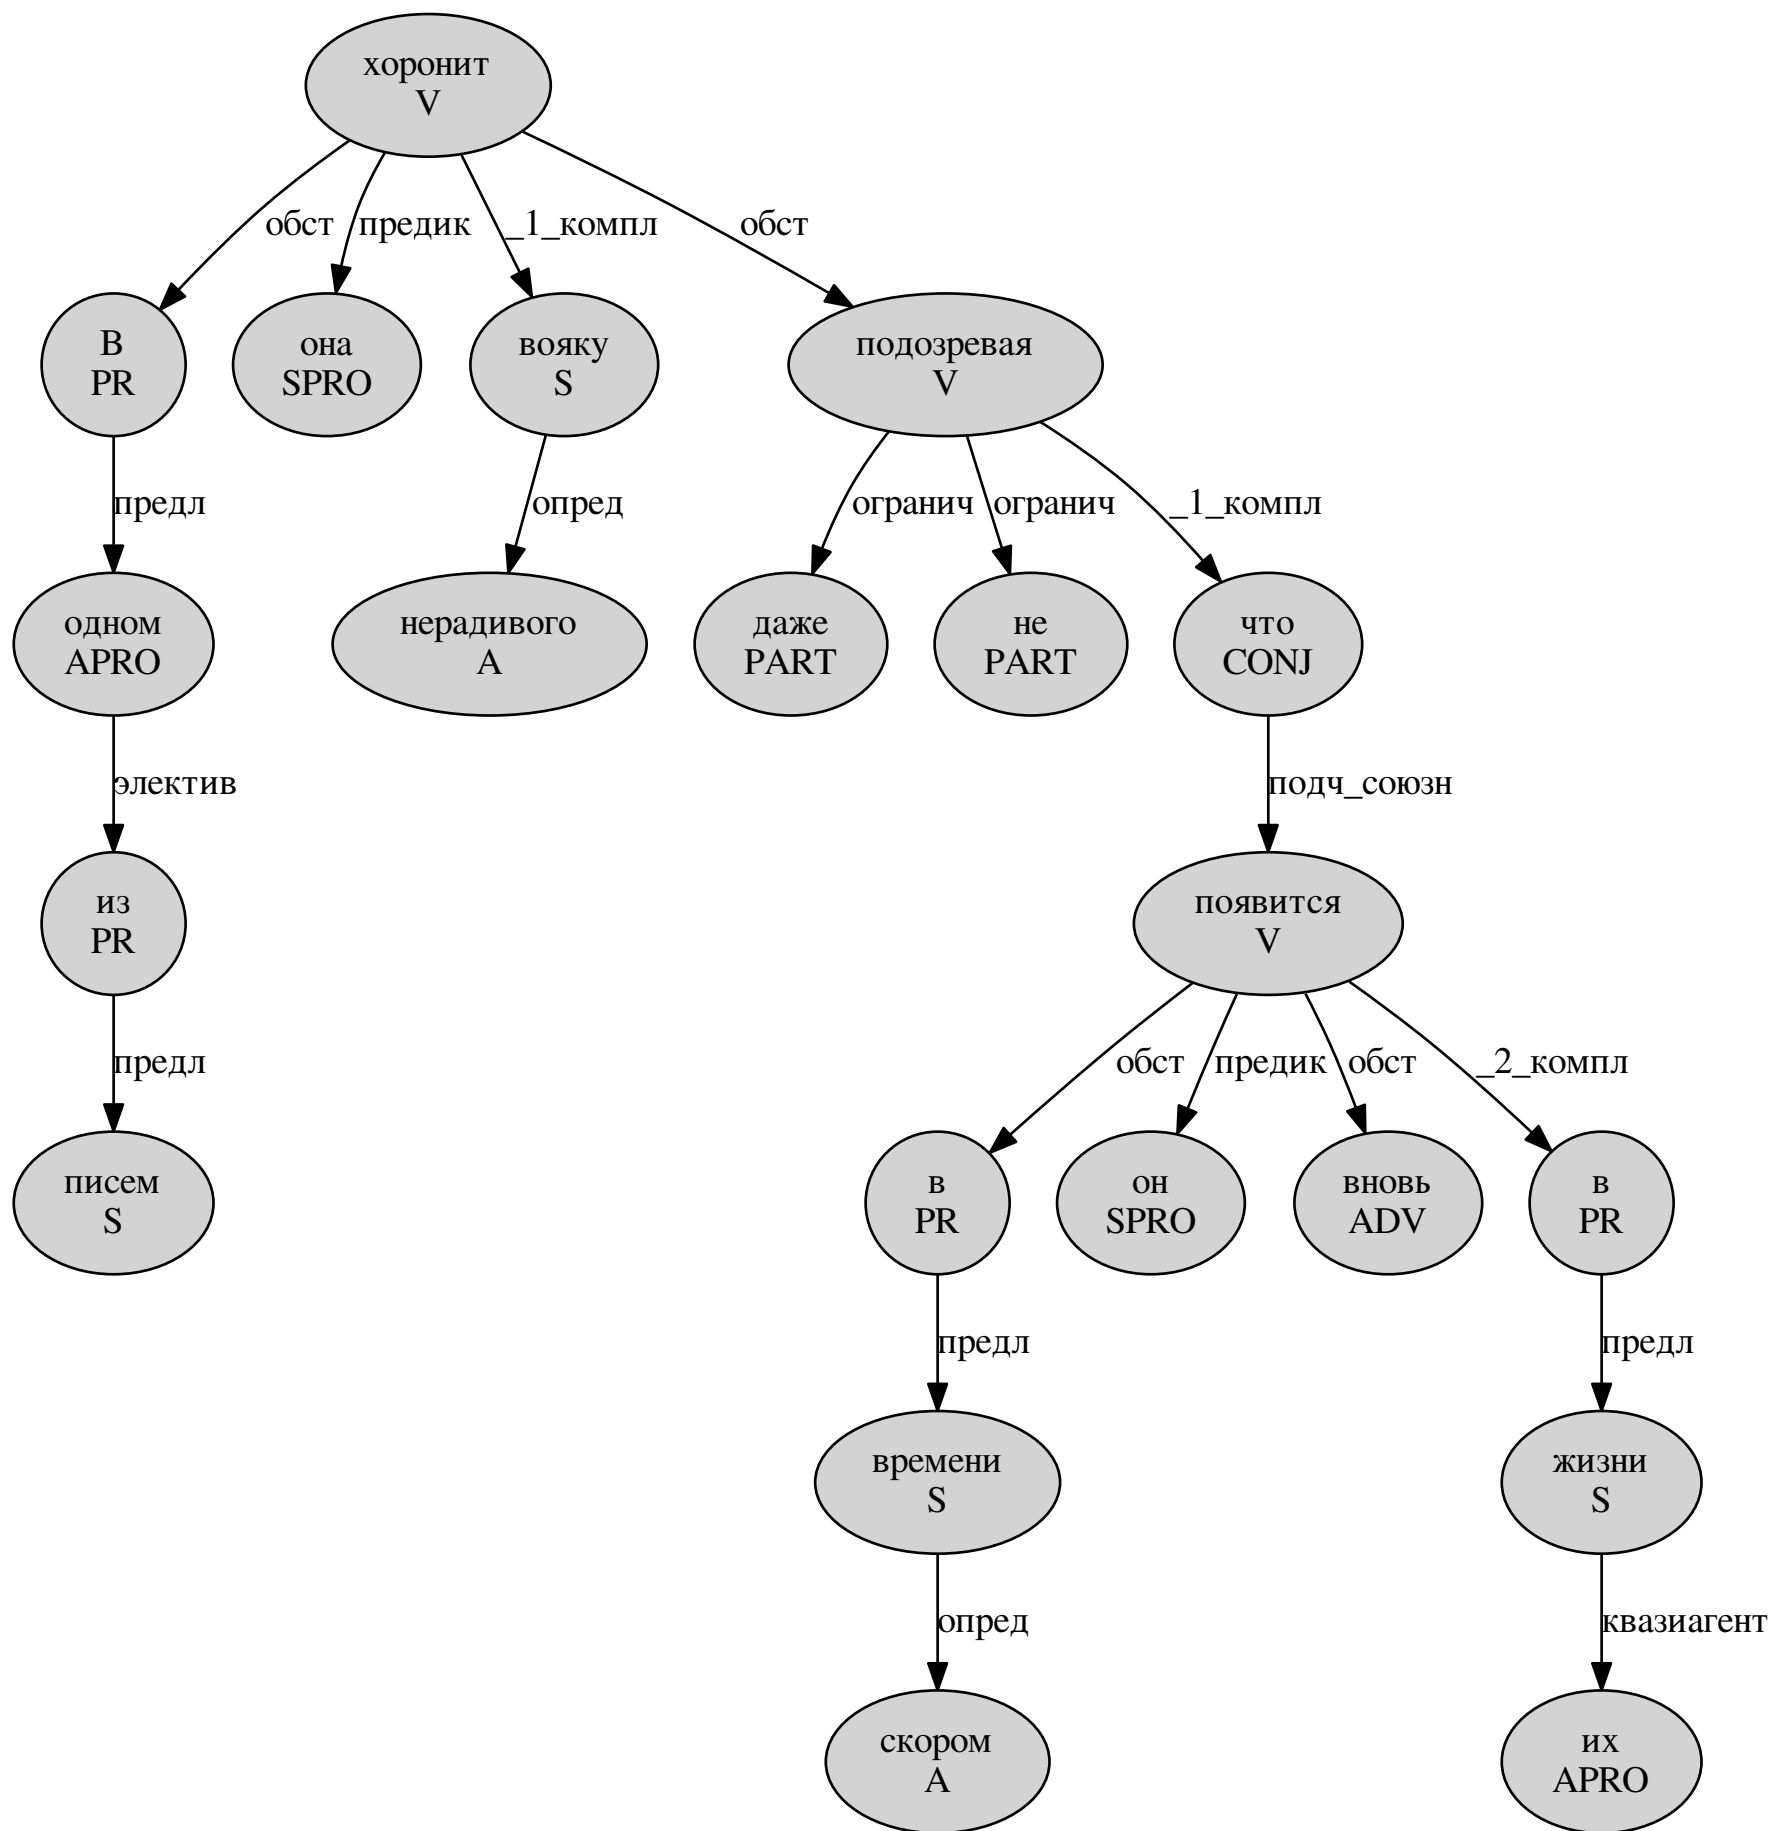 хоронит
V
обст
предик
_1_компл
обст
В
PR
она
SPRO
вояку
S
подозревая
V
предл
опред
огранич
огранич
_1_компл
одном
APRO
нерадивого
A
даже
PART
не
PART
что
CONJ
электив
подч_союзн
из
PR
появится
V
предл
обст
предик
обст
_2_компл
писем
S
в
PR
он
SPRO
вновь
ADV
в
PR
предл
предл
времени
S
жизни
S
опред
квазиагент
скором
A
их
APRO